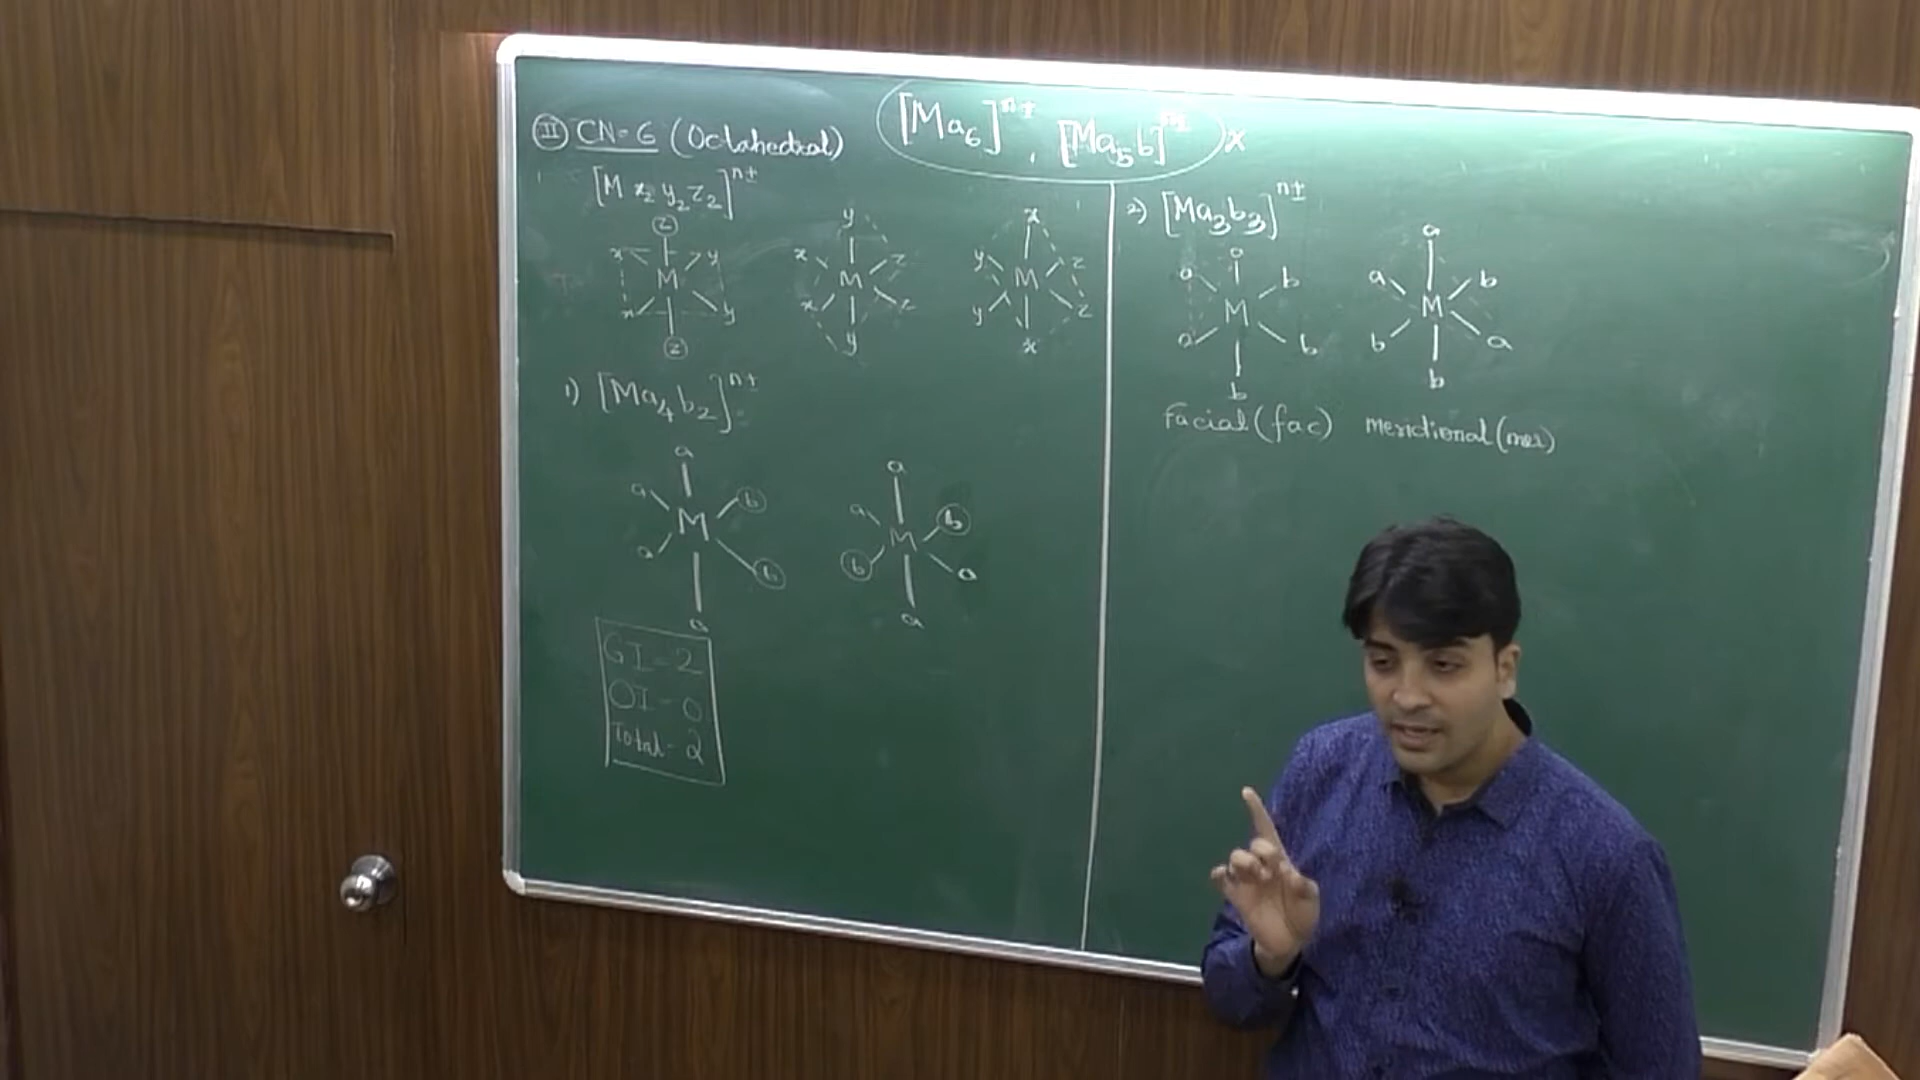 II CN=6 (Octahedral)
[Ma₆]ⁿ±, [Ma₅b]ⁿ± x
[M x₂ y₂ z₂]ⁿ±
z
x y
M
x y
z
y
x z
M
x z
y
x
y z
M
y z
x
1) [Ma₄b₂]ⁿ±
a
a b
M
a b
a
a
a b
M
b a
a
GI-2
OI-0
Total-2
2) [Ma₃b₃]ⁿ±
a
a b
M
a b
b
Facial (fac)
a
a b
M
b a
b
Meridional (mer)